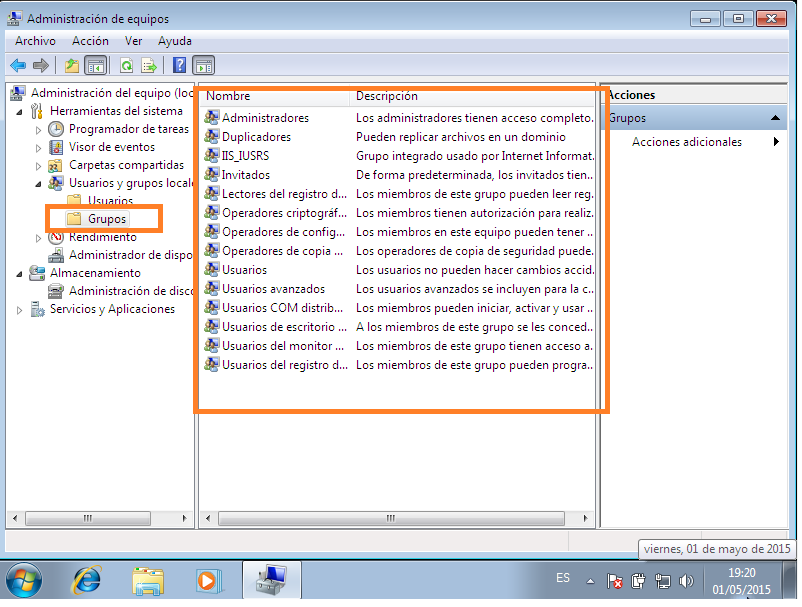 Administración de equipos
Archivo Acción Ver Ayuda
Administración del equipo (loc
Herramientas del sistema
Programador de tareas
Visor de eventos
Carpetas compartidas
Usuarios y grupos locale
Usuarios
Grupos
Rendimiento
Administrador de dispo
Almacenamiento
Administración de disco
Servicios y Aplicaciones
Nombre Descripción
Administradores Los administradores tienen acceso completo...
Duplicadores Pueden replicar archivos en un dominio
IIS_IUSRS Grupo integrado usado por Internet Informat...
Invitados De forma predeterminada, los invitados tien...
Lectores del registro d... Los miembros de este grupo pueden leer reg...
Operadores criptográf... Los miembros tienen autorización para realiz...
Operadores de config... Los miembros en este equipo pueden tener ...
Operadores de copia ... Los operadores de copia de seguridad puede...
Usuarios Los usuarios no pueden hacer cambios accid...
Usuarios avanzados Los usuarios avanzados se incluyen para la c...
Usuarios COM distrib... Los miembros pueden iniciar, activar y usar ...
Usuarios de escritorio ... A los miembros de este grupo se les conced...
Usuarios del monitor ... Los miembros de este grupo tienen acceso a...
Usuarios del registro d... Los miembros de este grupo pueden progra...
Acciones
Grupos
Acciones adicionales
viernes, 01 de mayo de 2015
ES
19:20
01/05/2015